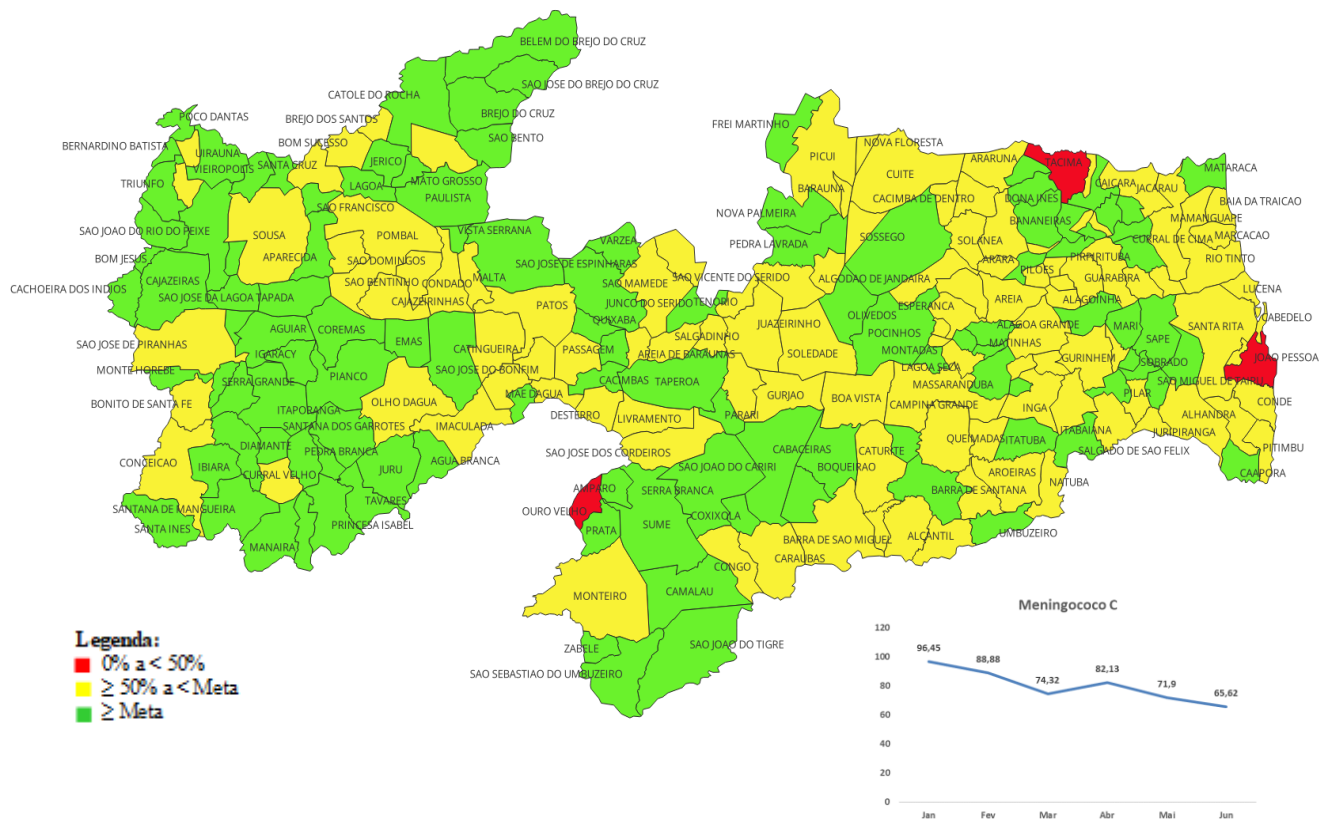 BELEM DO BREJO DO CRUZ
SAO JOSE DO BREJO DO CRUZ
CATOLE DO ROCHA
BREJO DO CRUZ
POCO DANTAS
BREJO DOS SANTOS
FREI MARTINHO
SAO BENTO
BERNARDINO BATISTA
BOM SUCESSO
NOVA FLORESTA
UIRAUNA
PICUI
ARARUNA
JERICO
TACIMA
SANTA CRUZ
VIEIROPOLIS
MATARACA
CUITE
TRIUNFO
LAGOA
MATO GROSSO
CAICARA
JACARAU
BARAUNA
PAULISTA
CACIMBA DE DENTRO
DONA INES
BAIA DA TRAICAO
SAO FRANCISCO
NOVA PALMEIRA
BANANEIRAS
MAMANGUAPE
SAO JOAO DO RIO DO PEIXE
SOUSA
POMBAL
VISTA SERRANA
VARZEA
SOSSEGO
SOLANEA
CURRAL DE CIMA
MARCACAO
PEDRA LAVRADA
BOM JESUS
APARECIDA
SAO DOMINGOS
SAO JOSE DE ESPINHARAS
ARARA
PIRPIRITUBA
RIO TINTO
PILOES
CACHOEIRA DOS INDIOS
CAJAZEIRAS
SAO BENTINHO
CONDADO
MALTA
SAO MAMEDE
SAO VICENTE DO SERIDO
ALGODAO DE JANDAIRA
GUARABIRA
LUCENA
SAO JOSE DA LAGOA TAPADA
CAJAZEIRINHAS
PATOS
JUNCO DO SERIDO
TENORIO
ESPERANCA
AREIA
ALAGOINHA
CABEDELO
QUIXABA
OLIVEDOS
JUAZEIRINHO
ALAGOA GRANDE
MARI
SANTA RITA
AGUIAR
COREMAS
SALGADINHO
POCINHOS
SAPE
SAO JOSE DE PIRANHAS
EMAS
CATINGUEIRA
PASSAGEM
AREIA DE BARAUNAS
SOLEDADE
MONTADAS
MATINHAS
GURINHEM
JOAO PESSOA
IGARACY
SOBRADO
MONTE HOREBE
SAO JOSE DO BONFIM
LAGOA SECA
PIANCO
SERRA GRANDE
CACIMBAS
TAPEROA
MASSARANDUBA
MAE DAGUA
GURJAO
BOA VISTA
PILAR
BONITO DE SANTA FE
OLHO DAGUA
CAMPINA GRANDE
INGA
CONDE
ITAPORANGA
DESTERRO
LIVRAMENTO
PARARI
ALHANDRA
SANTANA DOS GARROTES
IMACULADA
ITABAIANA
JURIPIRANGA
DIAMANTE
QUEIMADAS
ITATUBA
PITIMBU
PEDRA BRANCA
SAO JOSE DOS CORDEIROS
CABACEIRAS
CATURITE
SALGADO DE SAO FELIX
CONCEICAO
IBIARA
JURU
AGUA BRANCA
SAO JOAO DO CARIRI
BOQUEIRAO
AROEIRAS
CAAPORA
CURRAL VELHO
NATUBA
AMPARO
SERRA BRANCA
BARRA DE SANTANA
TAVARES
SANTANA DE MANGUEIRA
OURO VELHO
COXIXOLA
SANTA INES
PRINCESA ISABEL
SUME
PRATA
UMBUZEIRO
ALCANTIL
BARRA DE SAO MIGUEL
MANAIRA
CARAUBAS
CONGO
MONTEIRO
CAMALAU
ZABELE
SAO JOAO DO TIGRE
SAO SEBASTIAO DO UMBUZEIRO
Legenda:
0% a < 50%
≥ 50% a < Meta
≥ Meta
Meningococo C
120
100
80
60
40
20
0
96,45
88,88
74,32
82,13
71,9
65,62
Jan
Fev
Mar
Abr
Mai
Jun